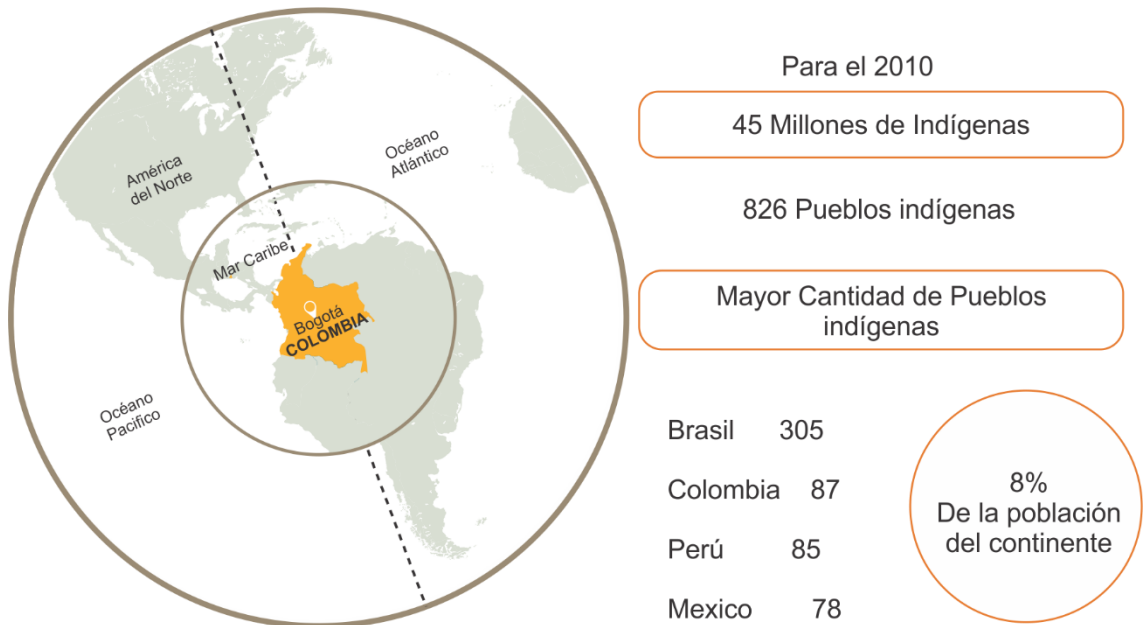 América
del Norte
Océano
Atlántico
Mar Caribe
Bogotá
COLOMBIA
Océano
Pacifico
Para el 2010
45 Millones de Indígenas
826 Pueblos indígenas
Mayor Cantidad de Pueblos
indígenas
Brasil 305
Colombia 87
Perú 85
Mexico 78
8%
De la población
del continente